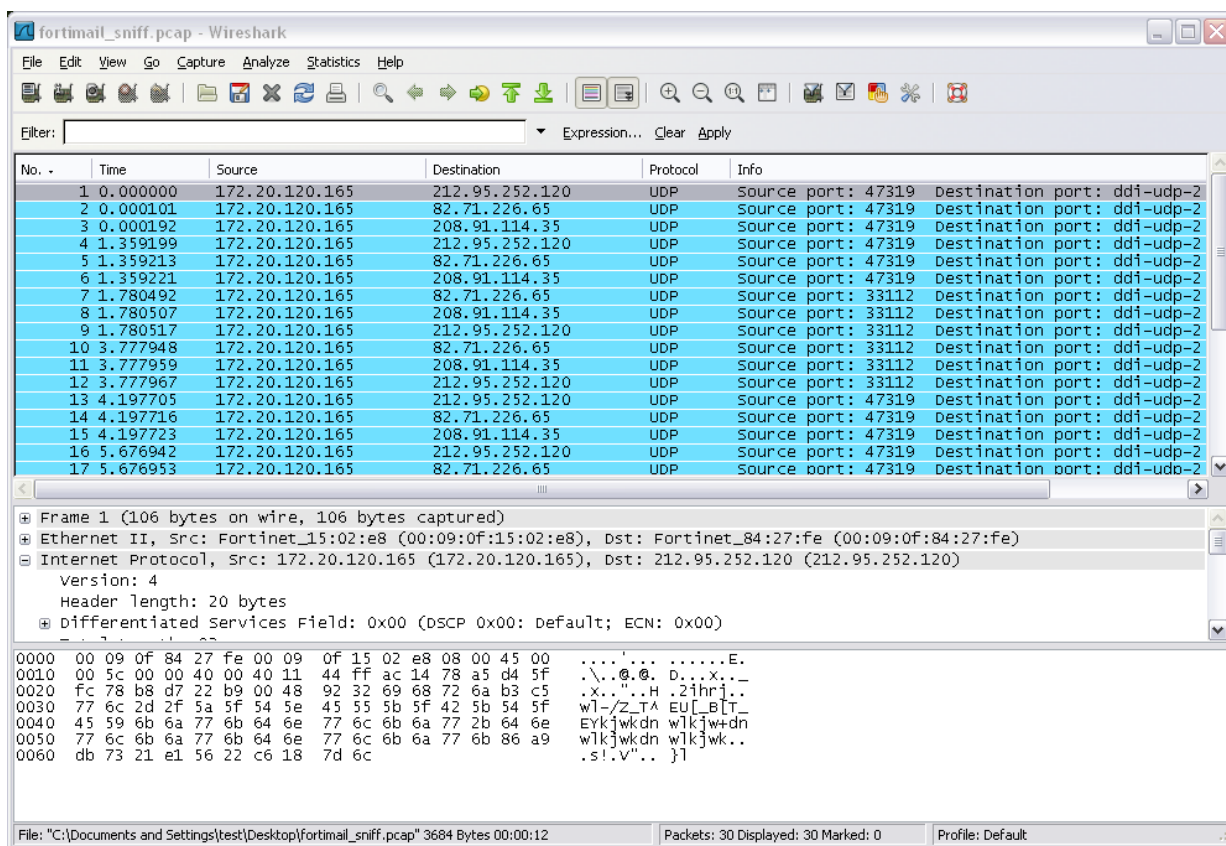 fortimail_sniff.pcap - Wireshark
File Edit View Go Capture Analyze Statistics Help
Filter: Expression... Clear Apply
No. - Time Source Destination Protocol Info
1 0.000000 172.20.120.165 212.95.252.120 UDP Source port: 47319 Destination port: ddi-udp-2
2 0.000101 172.20.120.165 82.71.226.65 UDP Source port: 47319 Destination port: ddi-udp-2
3 0.000192 172.20.120.165 208.91.114.35 UDP Source port: 47319 Destination port: ddi-udp-2
4 1.359199 172.20.120.165 212.95.252.120 UDP Source port: 47319 Destination port: ddi-udp-2
5 1.359213 172.20.120.165 82.71.226.65 UDP Source port: 47319 Destination port: ddi-udp-2
6 1.359221 172.20.120.165 208.91.114.35 UDP Source port: 47319 Destination port: ddi-udp-2
7 1.780492 172.20.120.165 82.71.226.65 UDP Source port: 33112 Destination port: ddi-udp-2
8 1.780507 172.20.120.165 208.91.114.35 UDP Source port: 33112 Destination port: ddi-udp-2
9 1.780517 172.20.120.165 212.95.252.120 UDP Source port: 33112 Destination port: ddi-udp-2
10 3.777948 172.20.120.165 82.71.226.65 UDP Source port: 33112 Destination port: ddi-udp-2
11 3.777959 172.20.120.165 208.91.114.35 UDP Source port: 33112 Destination port: ddi-udp-2
12 3.777967 172.20.120.165 212.95.252.120 UDP Source port: 33112 Destination port: ddi-udp-2
13 4.197705 172.20.120.165 212.95.252.120 UDP Source port: 47319 Destination port: ddi-udp-2
14 4.197716 172.20.120.165 82.71.226.65 UDP Source port: 47319 Destination port: ddi-udp-2
15 4.197723 172.20.120.165 208.91.114.35 UDP Source port: 47319 Destination port: ddi-udp-2
16 5.676942 172.20.120.165 212.95.252.120 UDP Source port: 47319 Destination port: ddi-udp-2
17 5.676953 172.20.120.165 82.71.226.65 UDP Source port: 47319 Destination port: ddi-udp-2
Frame 1 (106 bytes on wire, 106 bytes captured)
Ethernet II, Src: Fortinet_15:02:e8 (00:09:0f:15:02:e8), Dst: Fortinet_84:27:fe (00:09:0f:84:27:fe)
Internet Protocol, Src: 172.20.120.165 (172.20.120.165), Dst: 212.95.252.120 (212.95.252.120)
Version: 4
Header length: 20 bytes
Differentiated Services Field: 0x00 (DSCP 0x00: Default; ECN: 0x00)
0000 00 09 0f 84 27 fe 00 09 0f 15 02 e8 08 00 45 00 ....'... ......E.
0010 00 5c 00 00 40 00 40 11 44 ff ac 14 78 a5 d4 5f .\..@.@. D...x.._
0020 fc 78 b8 d7 22 b9 00 48 92 32 69 68 72 6a b3 c5 .x.."..H .2ihrj..
0030 77 6c 2d 2f 5a 5f 54 5e 45 55 5b 5f 42 5b 54 5f wl-/Z_T^ EU[_B[T_
0040 45 59 6b 6a 77 6b 64 6e 77 6c 6b 6a 77 2b 64 6e EYkjwkdn wlkjw+dn
0050 77 6c 6b 6a 77 6b 64 6e 77 6c 6b 6a 77 6b 86 a9 wlkjwkdn wlkjwk..
0060 db 73 21 e1 56 22 c6 18 7d 6c .s!.V".. }l
File: "C:\Documents and Settings\test\Desktop\fortimail_sniff.pcap" 3684 Bytes 00:00:12 Packets: 30 Displayed: 30 Marked: 0 Profile: Default